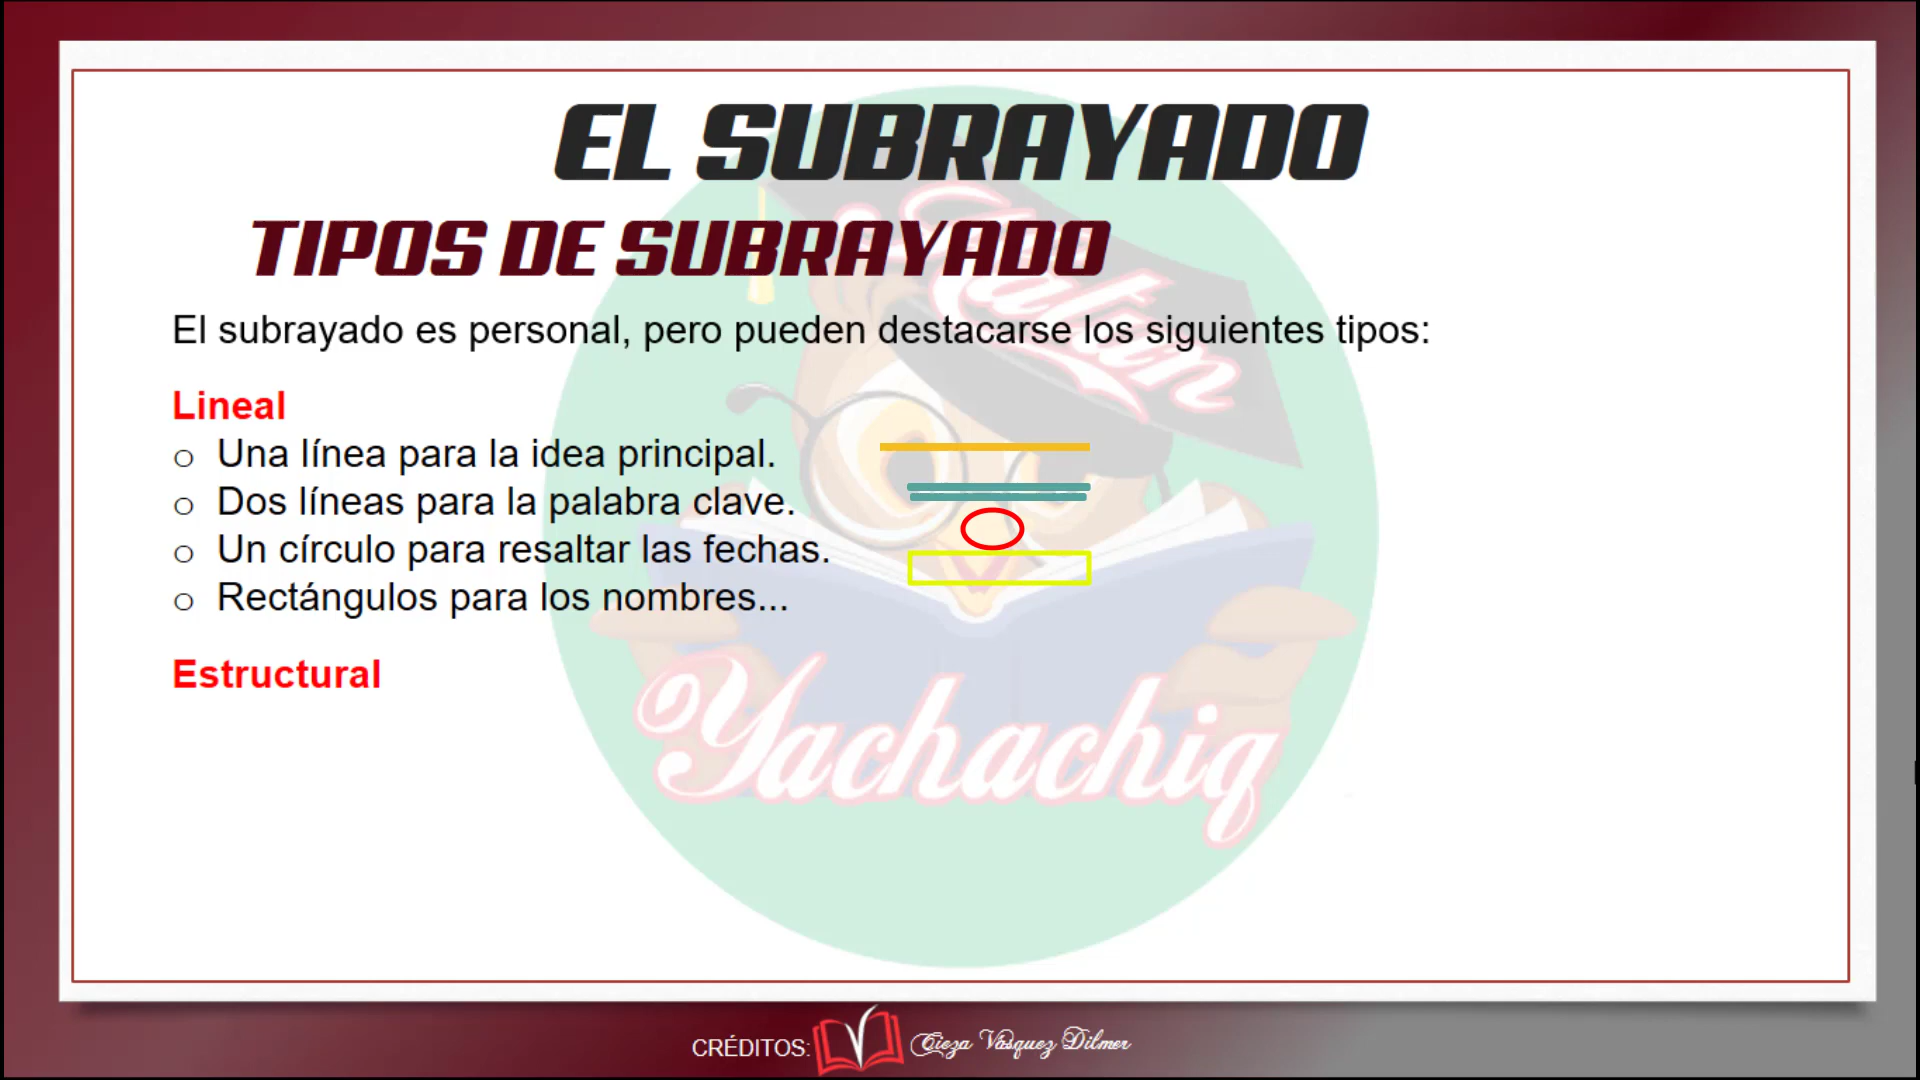 EL SUBRAYADO
TIPOS DE SUBRAYADO
El subrayado es personal, pero pueden destacarse los siguientes tipos:
Lineal
o Una línea para la idea principal.
o Dos líneas para la palabra clave.
o Un círculo para resaltar las fechas.
o Rectángulos para los nombres...
Estructural
Yachachiq
CRÉDITOS: Cieza Vásquez Dilmer